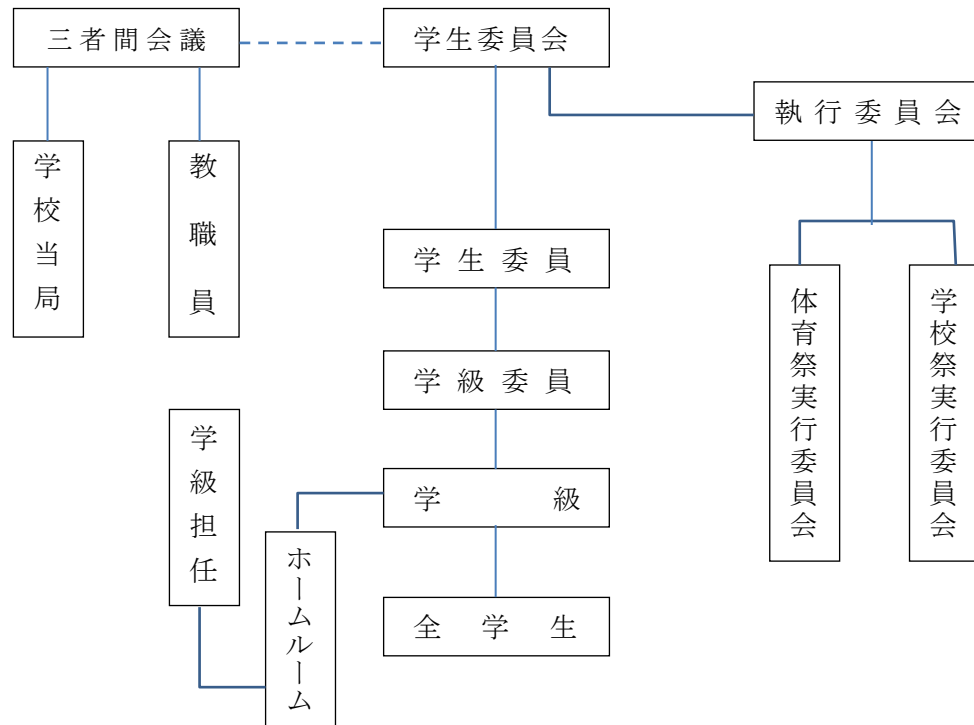 三者間会議
学生委員会
執行委員会
学校当局
教職員
学生委員
体育祭実行委員会
学校祭実行委員会
学級委員
学級担任
学級
ホームルーム
全学生